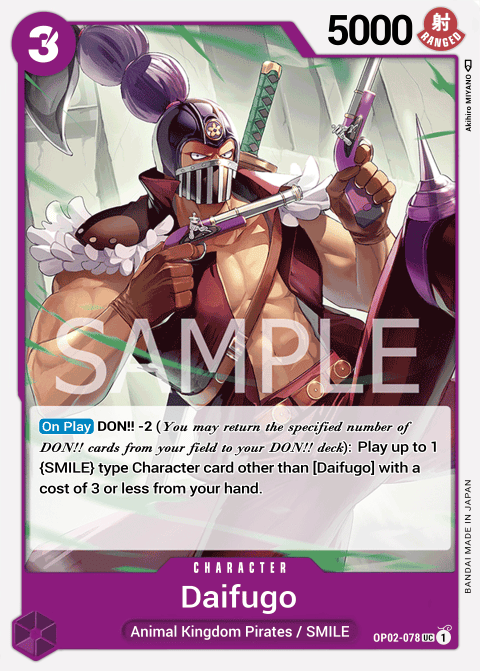 3
5000
射
RANGED
Akihiro MIYANO
SAMPLE
On Play DON!! -2 (You may return the specified number of
DON!! cards from your field to your DON!! deck): Play up to 1
{SMILE} type Character card other than [Daifugo] with a
cost of 3 or less from your hand.
BANDAI MADE IN JAPAN
CHARACTER
Daifugo
Animal Kingdom Pirates / SMILE
OP02-078 UC 1